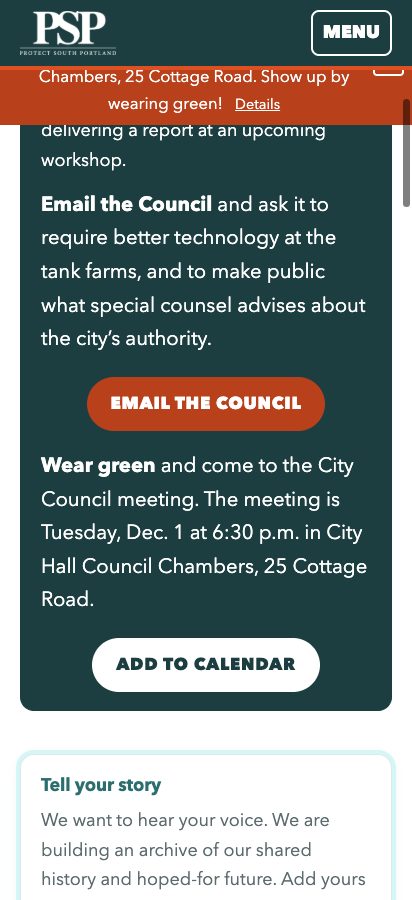 PSP
PROTECT SOUTH PORTLAND
MENU
Chambers, 25 Cottage Road. Show up by
wearing green! Details
delivering a report at an upcoming
workshop.
Email the Council and ask it to
require better technology at the
tank farms, and to make public
what special counsel advises about
the city’s authority.
EMAIL THE COUNCIL
Wear green and come to the City
Council meeting. The meeting is
Tuesday, Dec. 1 at 6:30 p.m. in City
Hall Council Chambers, 25 Cottage
Road.
ADD TO CALENDAR
Tell your story
We want to hear your voice. We are
building an archive of our shared
history and hoped-for future. Add yours